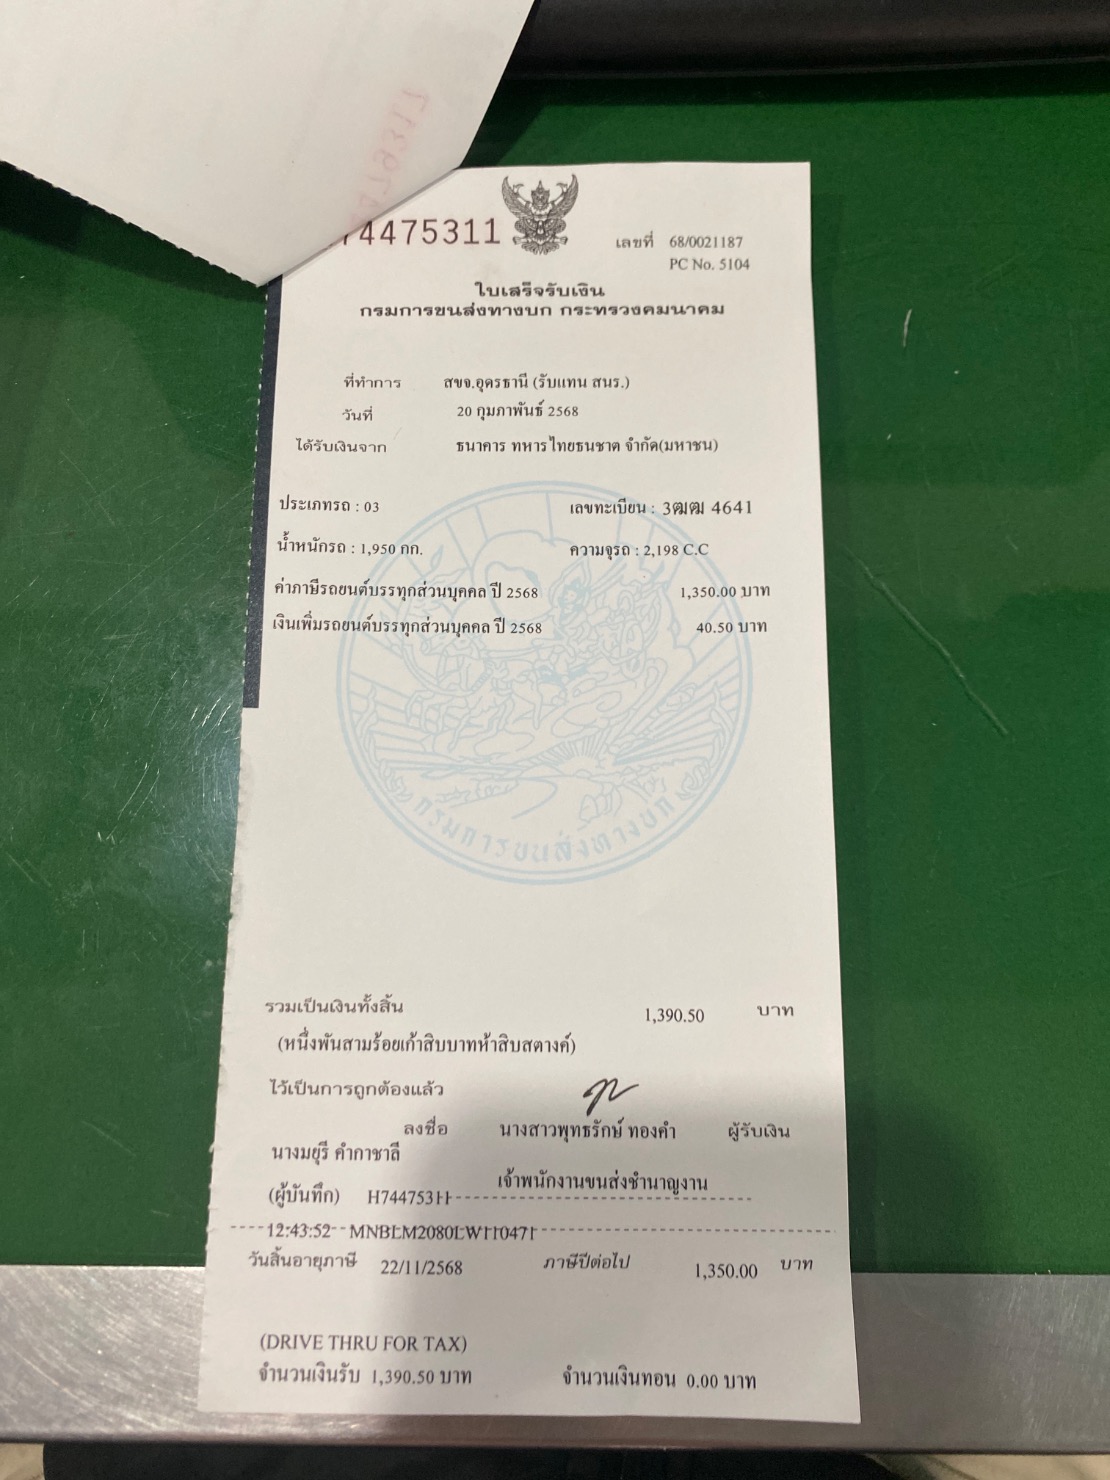 74475311
เลขที่ 68/0021187
PC No. 5104
ใบเสร็จรับเงิน
กรมการขนส่งทางบก กระทรวงคมนาคม
ที่ทำการ สขจ.อุดรธานี (รับแทน สนร.)
วันที่ 20 กุมภาพันธ์ 2568
ได้รับเงินจาก ธนาคาร ทหารไทยธนชาต จำกัด(มหาชน)
ประเภทรถ : 03 เลขทะเบียน : 3ฒฒ 4641
น้ำหนักรถ : 1,950 กก. ความจุรถ : 2,198 C.C
ค่าภาษีรถยนต์บรรทุกส่วนบุคคล ปี 2568 1,350.00 บาท
เงินเพิ่มรถยนต์บรรทุกส่วนบุคคล ปี 2568 40.50 บาท
กรมการขนส่งทางบก
รวมเป็นเงินทั้งสิ้น 1,390.50 บาท
(หนึ่งพันสามร้อยเก้าสิบบาทห้าสิบสตางค์)
ไว้เป็นการถูกต้องแล้ว
ลงชื่อ นางสาวพุทธรักษ์ ทองคำ ผู้รับเงิน
นางมยุรี คำกาชาลี
เจ้าพนักงานขนส่งชำนาญงาน
(ผู้บันทึก) H74475311
12:43:52 MNBLM2080LW110471
วันสิ้นอายุภาษี 22/11/2568 ภาษีปีต่อไป 1,350.00 บาท
(DRIVE THRU FOR TAX)
จำนวนเงินรับ 1,390.50 บาท จำนวนเงินทอน 0.00 บาท